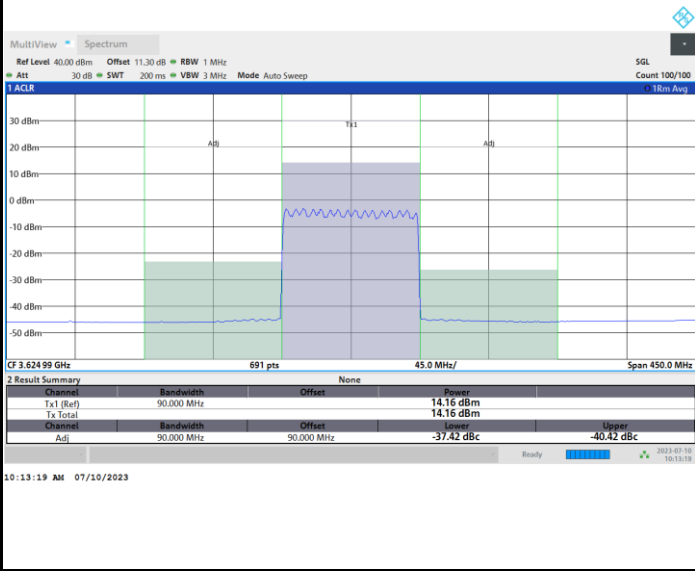 MultiView Spectrum
Ref Level 40.00 dBm Offset 11.30 dB RBW 1 MHz SGL
Att 30 dB SWT 200 ms VBW 3 MHz Mode Auto Sweep Count 100/100
1 ACLR 1Rm Avg
30 dBm
Tx1
20 dBm
Adj Adj
10 dBm
0 dBm
-10 dBm
-20 dBm
-30 dBm
-40 dBm
-50 dBm
CF 3.624 99 GHz 691 pts 45.0 MHz/ Span 450.0 MHz
2 Result Summary None
Channel Bandwidth Offset Power
Tx1 (Ref) 90.000 MHz 14.16 dBm
Tx Total 14.16 dBm
Channel Bandwidth Offset Lower Upper
Adj 90.000 MHz 90.000 MHz -37.42 dBc -40.42 dBc
Ready 2023-07-10
10:13:19
10:13:19 AM 07/10/2023